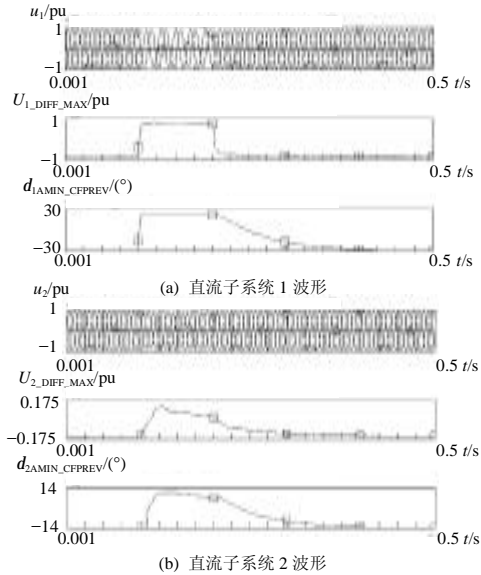 u1/pu
1
−1
0.001 0.5 t/s
U1_DIFF_MAX/pu
1
−1
0.001 0.5 t/s
d1AMIN_CFPREV/(°)
30
−30
0.001 0.5 t/s
(a) 直流子系统 1 波形
u2/pu
1
−1
0.001 0.5 t/s
U2_DIFF_MAX/pu
0.175
−0.175
0.001 0.5 t/s
d2AMIN_CFPREV/(°)
14
−14
0.001 0.5 t/s
(b) 直流子系统 2 波形